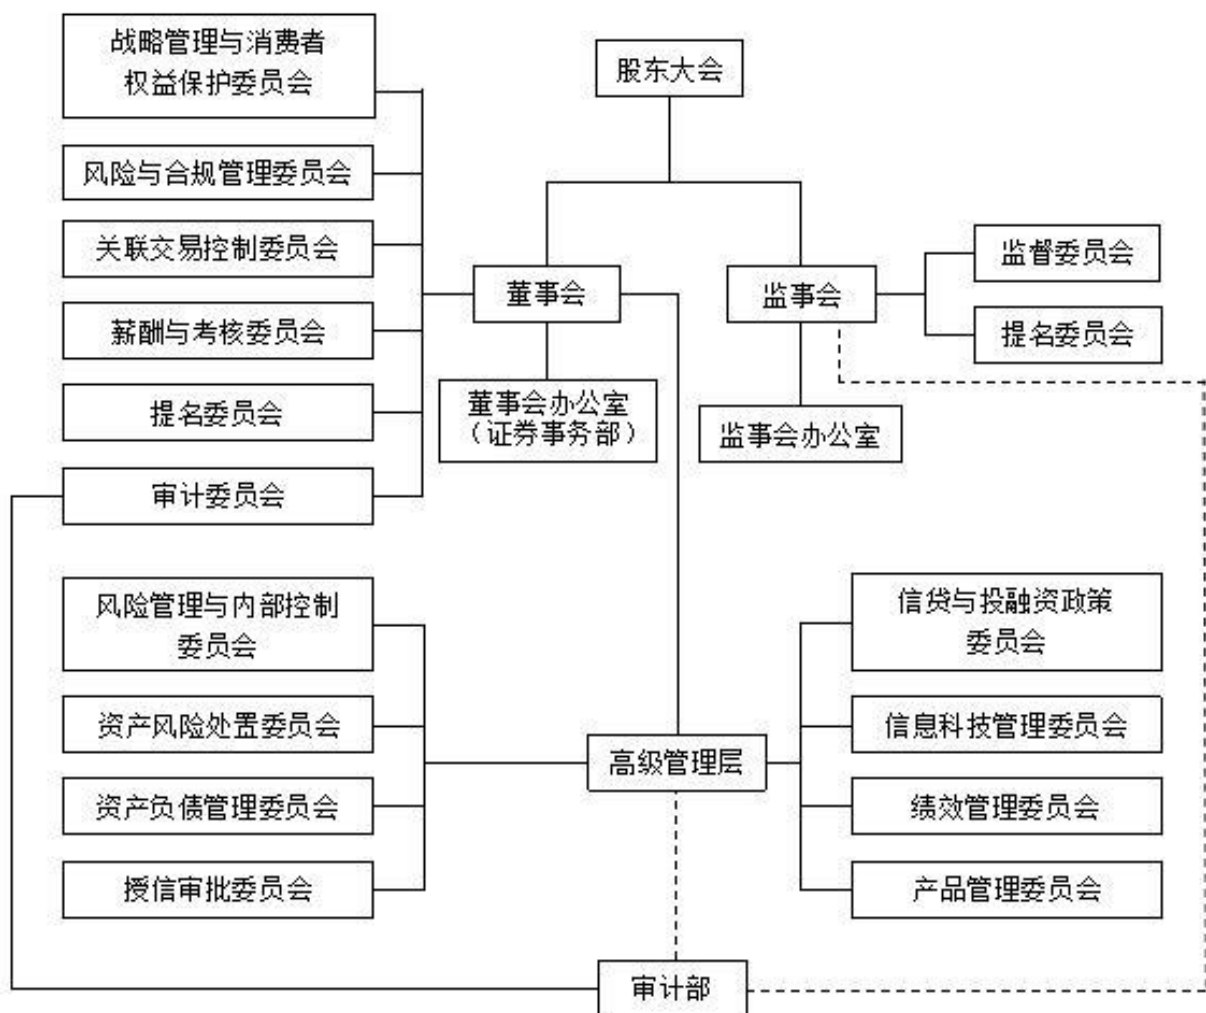 战略管理与消费者
权益保护委员会
股东大会
风险与合规管理委员会
关联交易控制委员会
监督委员会
董事会
监事会
薪酬与考核委员会
提名委员会
提名委员会
董事会办公室
（证券事务部）
监事会办公室
审计委员会
风险管理与内部控制
委员会
信贷与投融资政策
委员会
资产风险处置委员会
信息科技管理委员会
高级管理层
资产负债管理委员会
绩效管理委员会
授信审批委员会
产品管理委员会
审计部